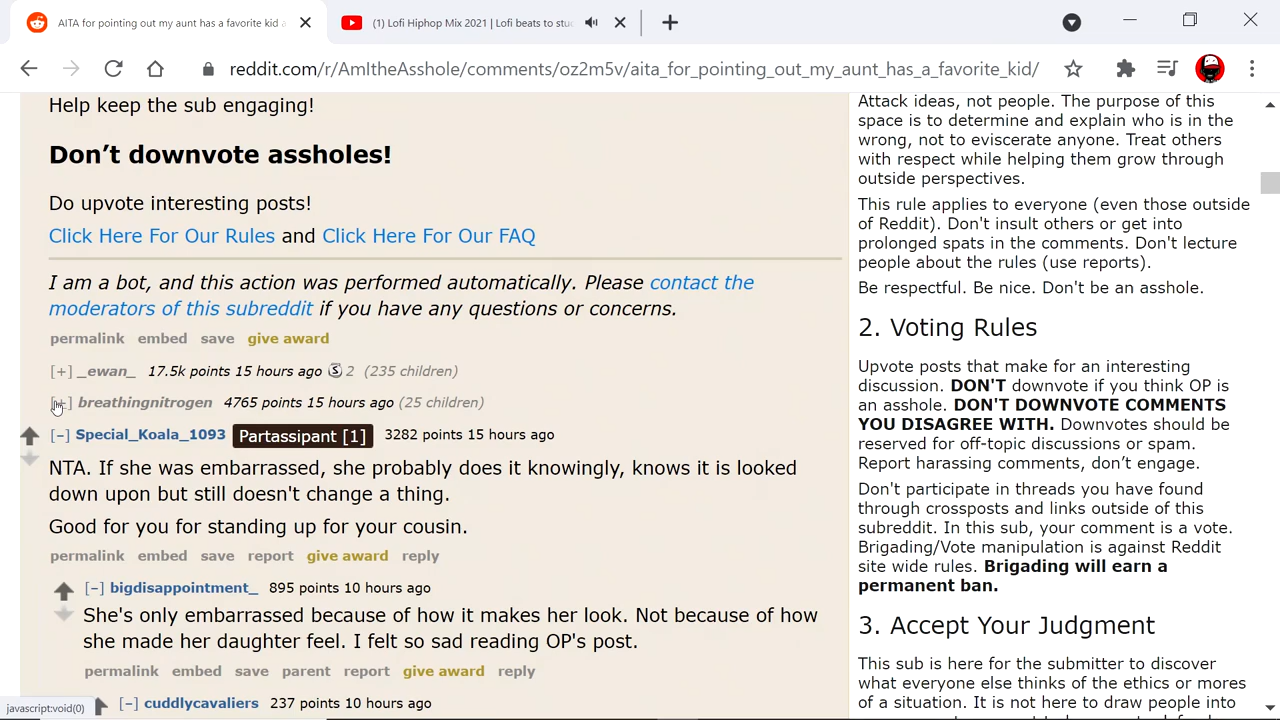 AITA for pointing out my aunt has a favorite kid a
(1) Lofi Hiphop Mix 2021 | Lofi beats to stu
reddit.com/r/AmItheAsshole/comments/oz2m5v/aita_for_pointing_out_my_aunt_has_a_favorite_kid/
Help keep the sub engaging!
Don’t downvote assholes!
Do upvote interesting posts!
Click Here For Our Rules and Click Here For Our FAQ
I am a bot, and this action was performed automatically. Please contact the
moderators of this subreddit if you have any questions or concerns.
permalink embed save give award
[+] _ewan_ 17.5k points 15 hours ago 2 (235 children)
[+] breathingnitrogen 4765 points 15 hours ago (25 children)
[–] Special_Koala_1093 Partassipant [1] 3282 points 15 hours ago
NTA. If she was embarrassed, she probably does it knowingly, knows it is looked
down upon but still doesn't change a thing.
Good for you for standing up for your cousin.
permalink embed save report give award reply
[–] bigdisappointment_ 895 points 10 hours ago
She's only embarrassed because of how it makes her look. Not because of how
she made her daughter feel. I felt so sad reading OP's post.
permalink embed save parent report give award reply
[–] cuddlycavaliers 237 points 10 hours ago
javascript:void(0)
Attack ideas, not people. The purpose of this
space is to determine and explain who is in the
wrong, not to eviscerate anyone. Treat others
with respect while helping them grow through
outside perspectives.
This rule applies to everyone (even those outside
of Reddit). Don't insult others or get into
prolonged spats in the comments. Don't lecture
people about the rules (use reports).
Be respectful. Be nice. Don't be an asshole.
2. Voting Rules
Upvote posts that make for an interesting
discussion. DON'T downvote if you think OP is
an asshole. DON'T DOWNVOTE COMMENTS
YOU DISAGREE WITH. Downvotes should be
reserved for off-topic discussions or spam.
Report harassing comments, don’t engage.
Don't participate in threads you have found
through crossposts and links outside of this
subreddit. In this sub, your comment is a vote.
Brigading/Vote manipulation is against Reddit
site wide rules. Brigading will earn a
permanent ban.
3. Accept Your Judgment
This sub is here for the submitter to discover
what everyone else thinks of the ethics or mores
of a situation. It is not here to draw people into